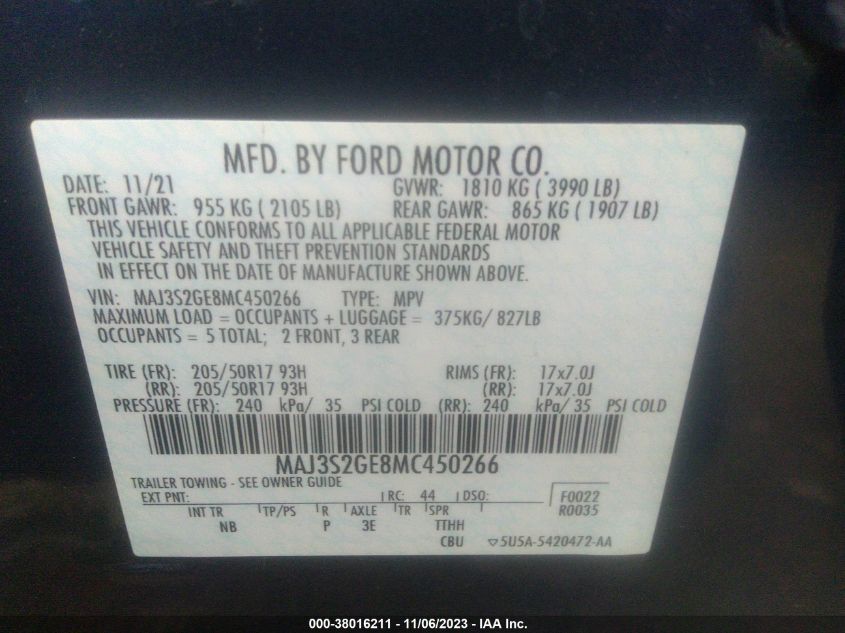 MFD. BY FORD MOTOR CO.
DATE: 11/21 GVWR: 1810 KG ( 3990 LB)
FRONT GAWR: 955 KG ( 2105 LB) REAR GAWR: 865 KG ( 1907 LB)
THIS VEHICLE CONFORMS TO ALL APPLICABLE FEDERAL MOTOR
VEHICLE SAFETY AND THEFT PREVENTION STANDARDS
IN EFFECT ON THE DATE OF MANUFACTURE SHOWN ABOVE.
VIN: MAJ3S2GE8MC450266 TYPE: MPV
MAXIMUM LOAD = OCCUPANTS + LUGGAGE = 375KG/ 827LB
OCCUPANTS = 5 TOTAL; 2 FRONT, 3 REAR
TIRE (FR): 205/50R17 93H RIMS (FR): 17x7.0J
(RR): 205/50R17 93H (RR): 17x7.0J
PRESSURE (FR): 240 kPa/ 35 PSI COLD (RR): 240 kPa/ 35 PSI COLD
MAJ3S2GE8MC450266
TRAILER TOWING - SEE OWNER GUIDE
EXT PNT: RC: 44 DSO: F0022
INT TR TP/PS R AXLE TR SPR R0035
NB P 3E TTHH
CBU 5U5A-5420472-AA
000-38016211 - 11/06/2023 - IAA Inc.